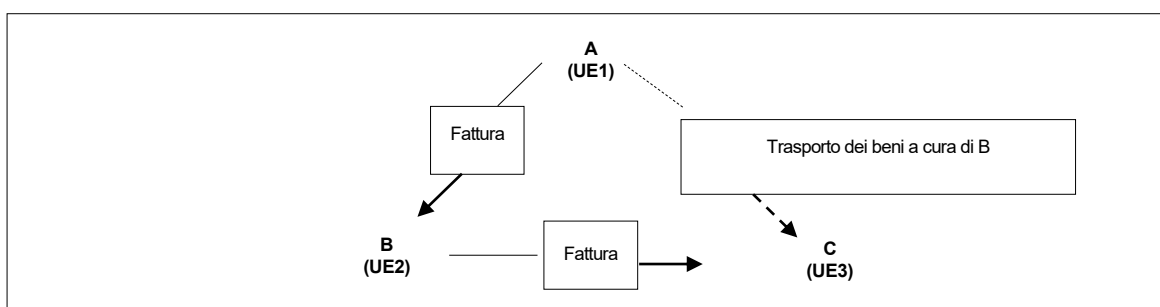 A
(UE1)
Fattura
Trasporto dei beni a cura di B
B
(UE2)
Fattura
C
(UE3)